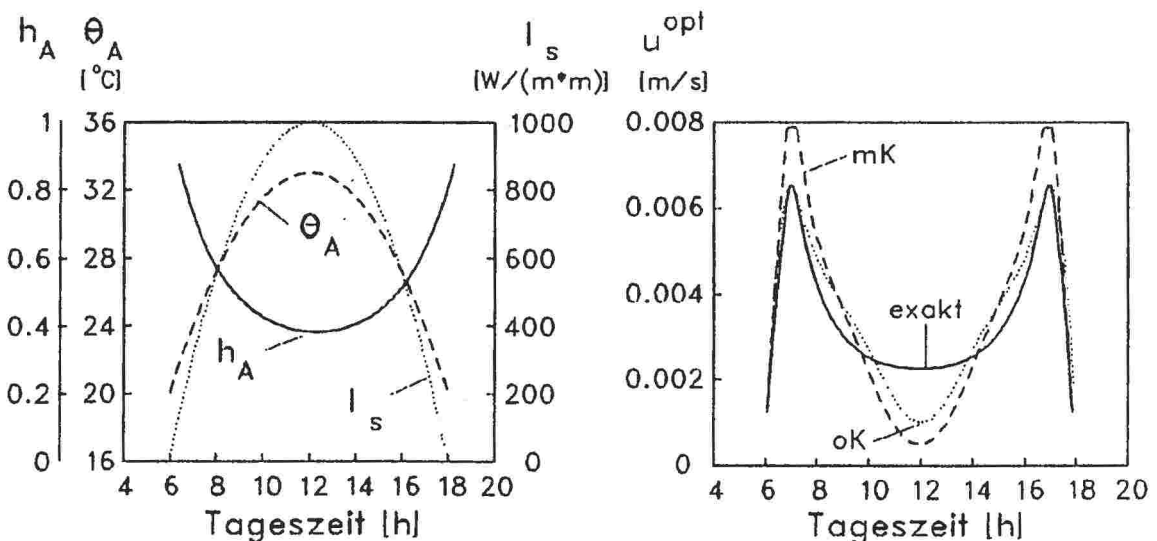 h_A θ_A I_s u^opt
[°C] [W/(m*m)] [m/s]
1 36 1000 0.008
mK
0.8 32 800
θ_A
0.006
0.6 28 600
0.004
exakt
0.4 24 400
h_A
0.002
0.2 20 200
I_s
oK
0 16 0 0
4 6 8 10 12 14 16 18 20 4 6 8 10 12 14 16 18 20
Tageszeit [h] Tageszeit [h]